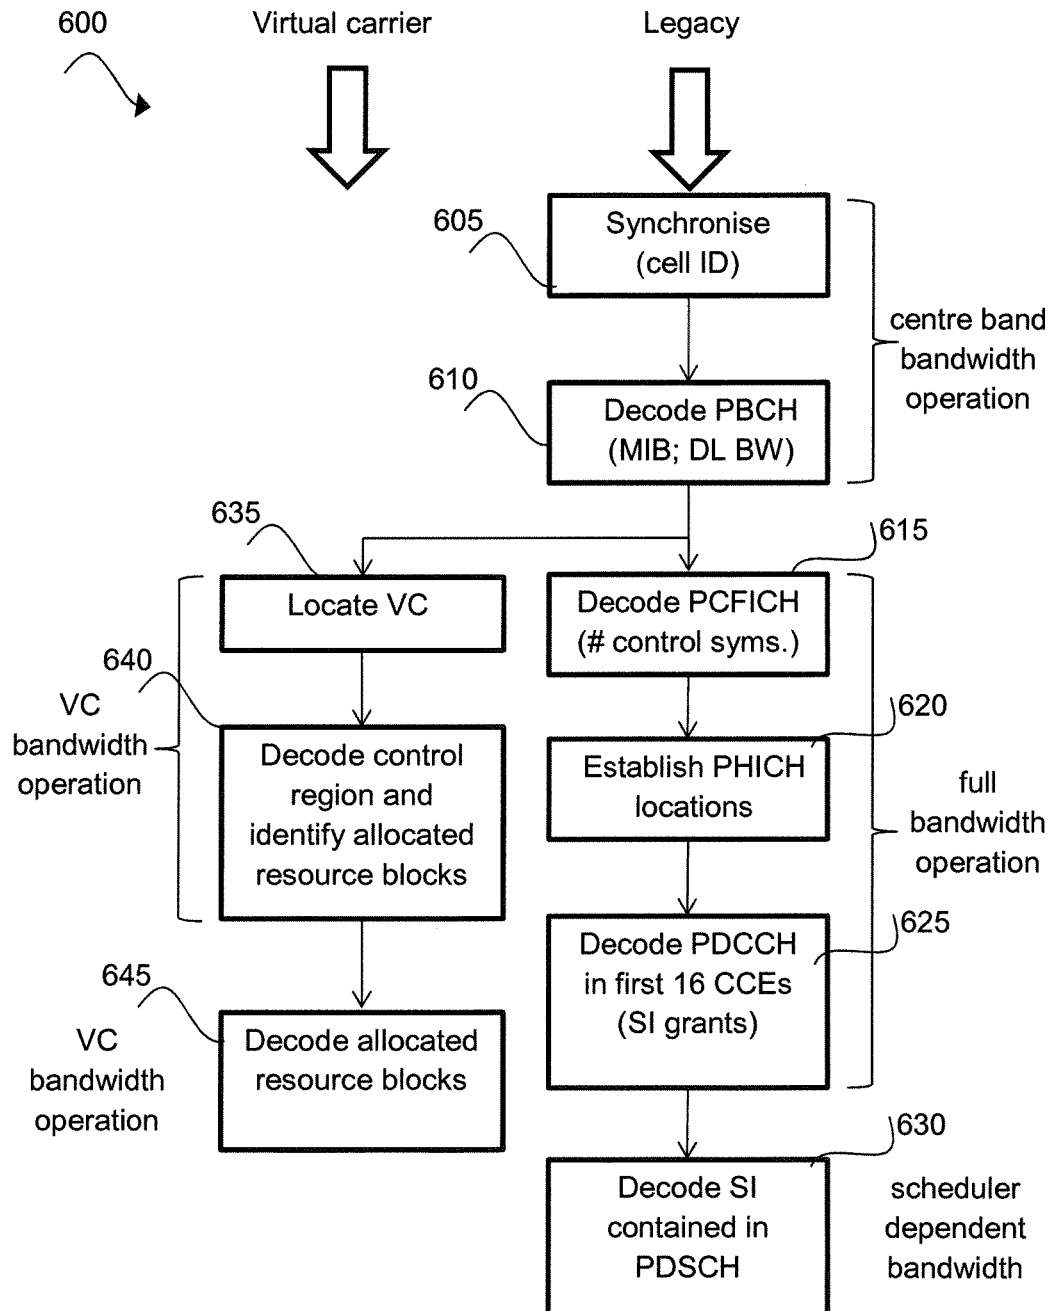 600
Virtual carrier
Legacy
605
Synchronise
(cell ID)
centre band
bandwidth
operation
610
Decode PBCH
(MIB; DL BW)
635
615
Locate VC
Decode PCFICH
(# control syms.)
640
VC
bandwidth
operation
Decode control
region and
identify allocated
resource blocks
620
Establish PHICH
locations
full
bandwidth
operation
625
Decode PDCCH
in first 16 CCEs
(SI grants)
645
VC
bandwidth
operation
Decode allocated
resource blocks
630
Decode SI
contained in
PDSCH
scheduler
dependent
bandwidth